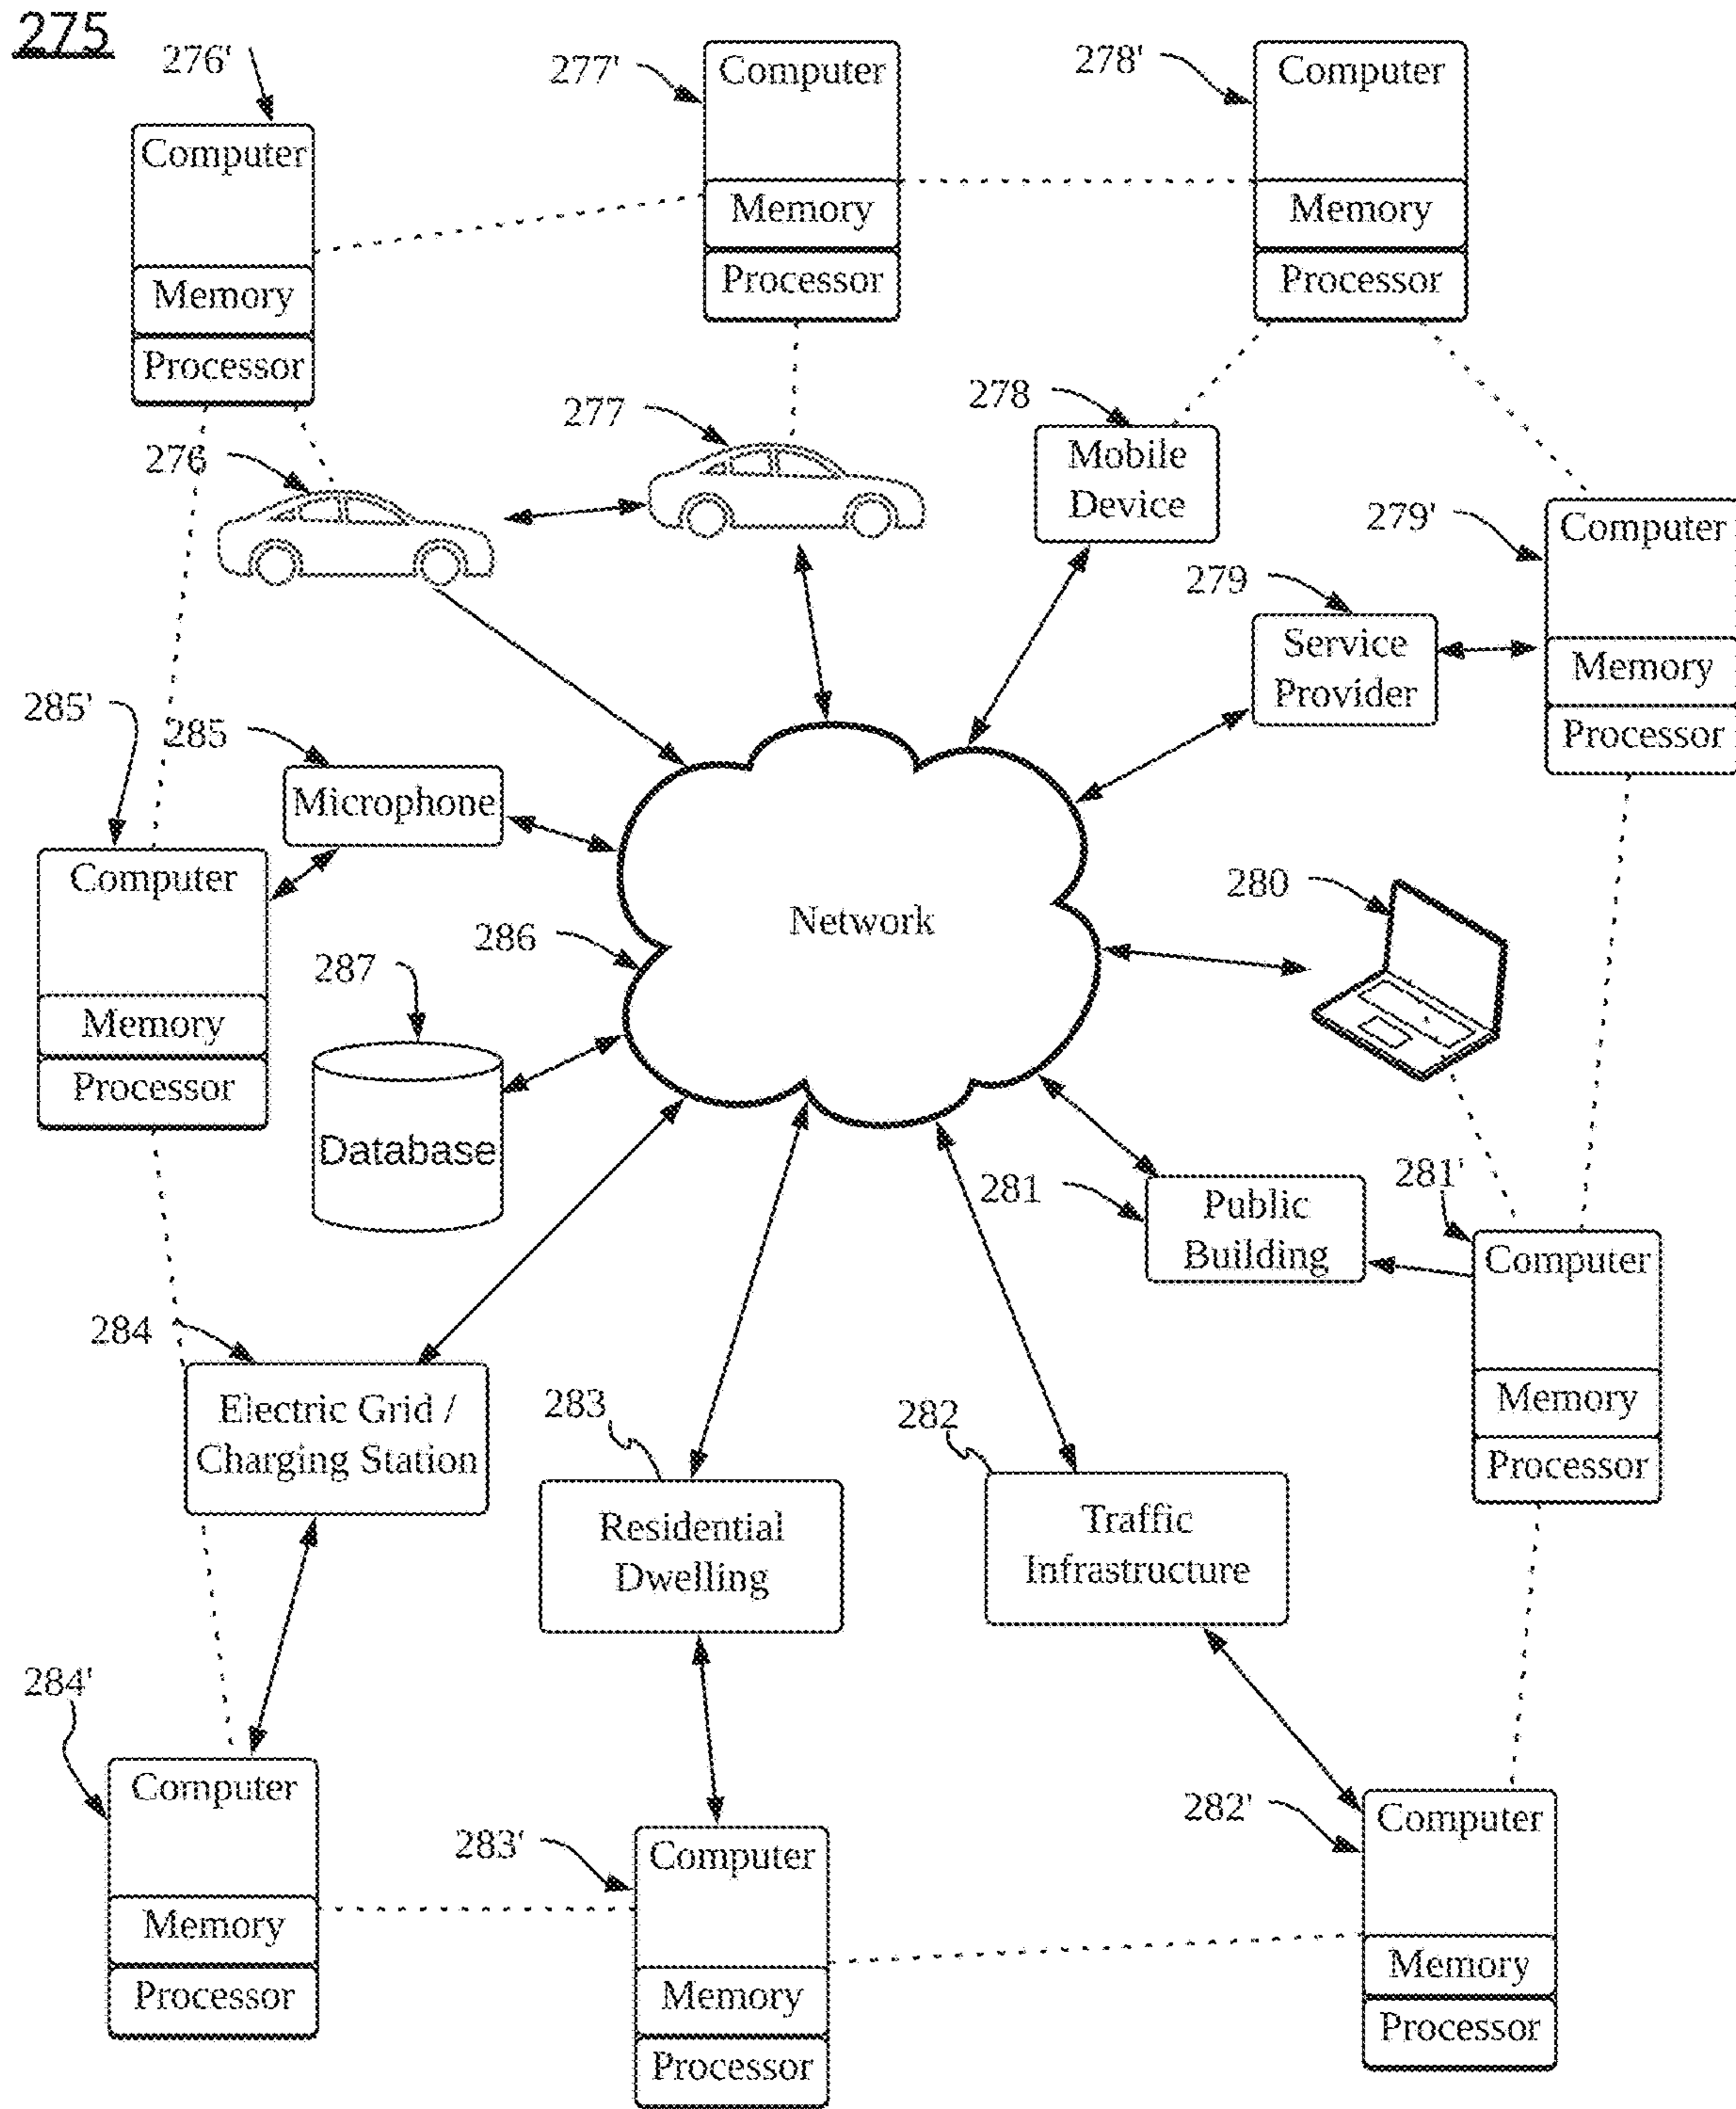 275
276'
277'
278'
Computer
Memory
Processor
Computer
Memory
Processor
Computer
Memory
Processor
276
277
278
Mobile
Device
279'
Computer
Memory
Processor
279
Service
Provider
285'
285
Microphone
Computer
Memory
Processor
Network
280
286
287
Database
281
Public
Building
281'
Computer
Memory
Processor
284
Electric Grid /
Charging Station
283
Residential
Dwelling
282
Traffic
Infrastructure
284'
Computer
Memory
Processor
283'
Computer
Memory
Processor
282'
Computer
Memory
Processor